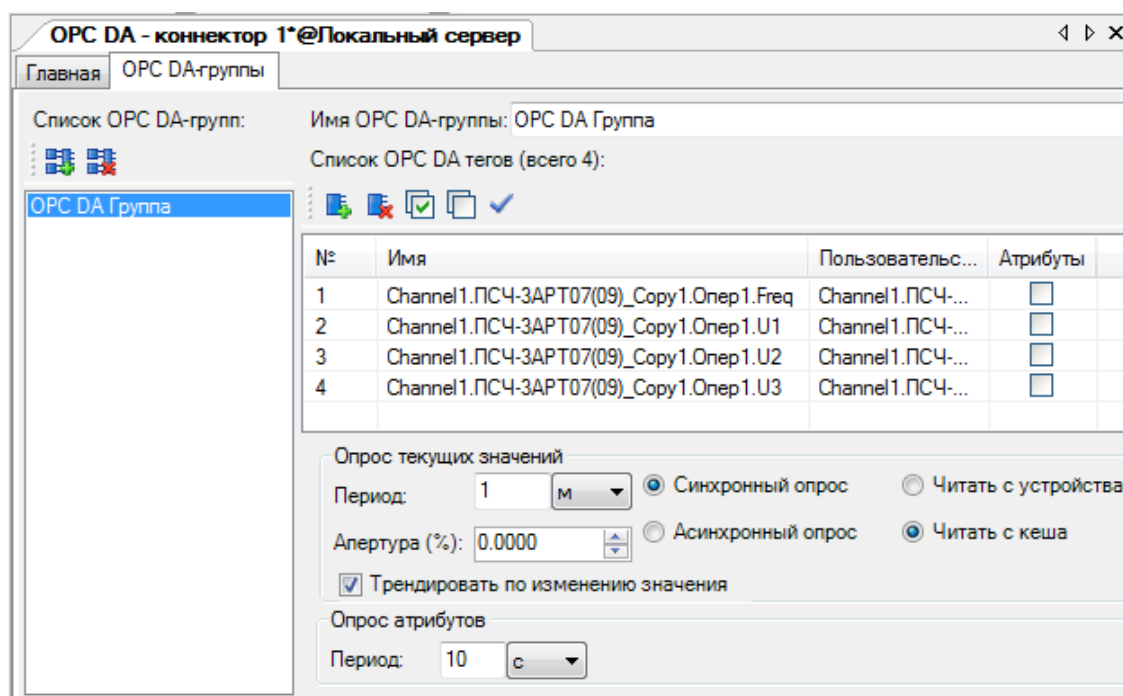 OPC DA - коннектор 1*@Локальный сервер
Главная OPC DA-группы
Список OPC DA-групп:
Имя OPC DA-группы: OPC DA Группа
Список OPC DA тегов (всего 4):
OPC DA Группа
№ Имя Пользовательс... Атрибуты
1 Channel1.ПСЧ-3АРТ07(09)_Copy1.Опер1.Freq Channel1.ПСЧ-...
2 Channel1.ПСЧ-3АРТ07(09)_Copy1.Опер1.U1 Channel1.ПСЧ-...
3 Channel1.ПСЧ-3АРТ07(09)_Copy1.Опер1.U2 Channel1.ПСЧ-...
4 Channel1.ПСЧ-3АРТ07(09)_Copy1.Опер1.U3 Channel1.ПСЧ-...
Опрос текущих значений
Период: 1 м Синхронный опрос Читать с устройства
Апертура (%): 0.0000 Асинхронный опрос Читать с кеша
Трендировать по изменению значения
Опрос атрибутов
Период: 10 с